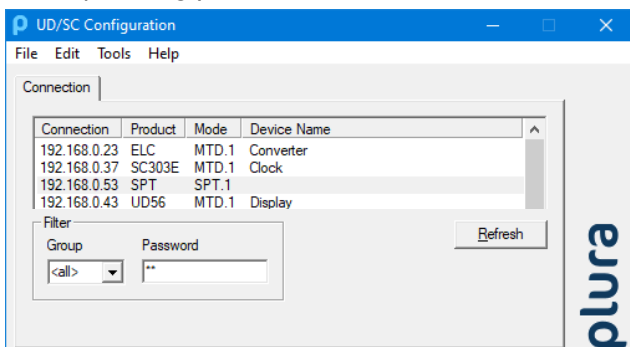 UD/SC Configuration
File Edit Tools Help
Connection
Connection Product Mode Device Name
192.168.0.23 ELC MTD.1 Converter
192.168.0.37 SC303E MTD.1 Clock
192.168.0.53 SPT SPT.1
192.168.0.43 UD56 MTD.1 Display
Filter
Group Password
<all> **
Refresh
plura